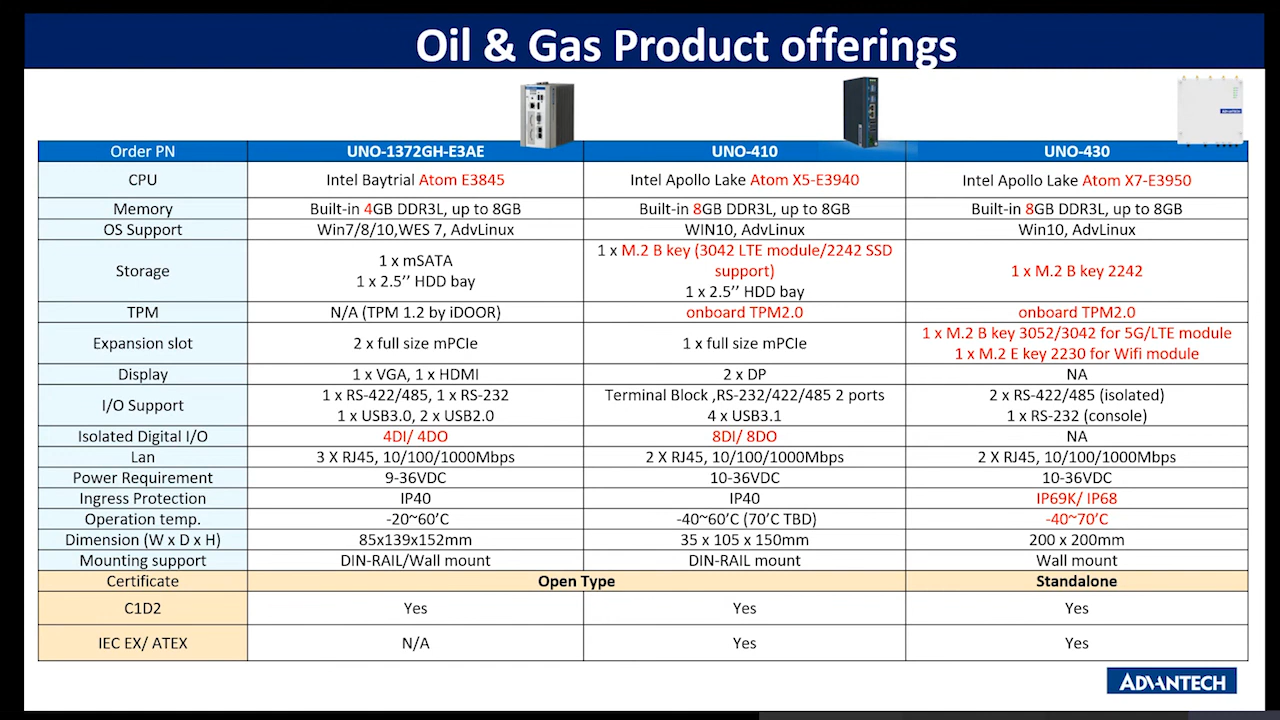 Oil & Gas Product offerings
ADVANTECH
Order PN UNO-1372GH-E3AE UNO-410 UNO-430
CPU Intel Baytrial Atom E3845 Intel Apollo Lake Atom X5-E3940 Intel Apollo Lake Atom X7-E3950
Memory Built-in 4GB DDR3L, up to 8GB Built-in 8GB DDR3L, up to 8GB Built-in 8GB DDR3L, up to 8GB
OS Support Win7/8/10,WES 7, AdvLinux WIN10, AdvLinux Win10, AdvLinux
Storage 1 x mSATA 1 x M.2 B key (3042 LTE module/2242 SSD 1 x M.2 B key 2242
1 x 2.5’’ HDD bay support)
1 x 2.5’’ HDD bay
TPM N/A (TPM 1.2 by iDOOR) onboard TPM2.0 onboard TPM2.0
Expansion slot 2 x full size mPCIe 1 x full size mPCIe 1 x M.2 B key 3052/3042 for 5G/LTE module
1 x M.2 E key 2230 for Wifi module
Display 1 x VGA, 1 x HDMI 2 x DP NA
I/O Support 1 x RS-422/485, 1 x RS-232 Terminal Block ,RS-232/422/485 2 ports 2 x RS-422/485 (isolated)
1 x USB3.0, 2 x USB2.0 4 x USB3.1 1 x RS-232 (console)
Isolated Digital I/O 4DI/ 4DO 8DI/ 8DO NA
Lan 3 X RJ45, 10/100/1000Mbps 2 X RJ45, 10/100/1000Mbps 2 X RJ45, 10/100/1000Mbps
Power Requirement 9-36VDC 10-36VDC 10-36VDC
Ingress Protection IP40 IP40 IP69K/ IP68
Operation temp. -20~60’C -40~60’C (70’C TBD) -40~70’C
Dimension (W x D x H) 85x139x152mm 35 x 105 x 150mm 200 x 200mm
Mounting support DIN-RAIL/Wall mount DIN-RAIL mount Wall mount
Certificate Open Type Standalone
C1D2 Yes Yes Yes
IEC EX/ ATEX N/A Yes Yes
ADVANTECH